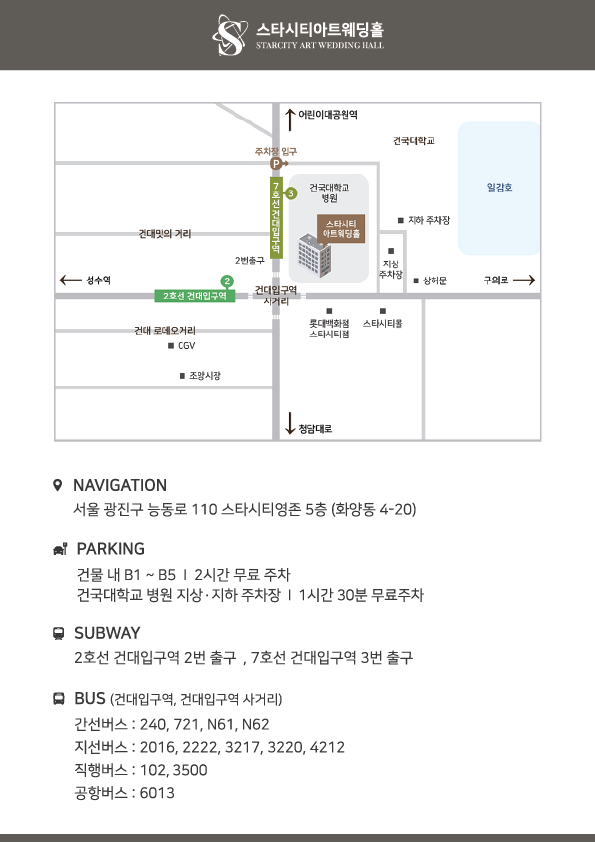 스타시티아트웨딩홀
STARCITY ART WEDDING HALL
어린이대공원역
건국대학교
주차장 입구
P
일감호
7호선 건대입구역
3
건국대학교
병원
스타시티
아트웨딩홀
지하 주차장
건대맛의 거리
2번출구
지상
주차장
성수역
2
상허문
구의로
2호선 건대입구역
건대입구역
사거리
건대 로데오거리
롯데백화점
스타시티점
스타시티몰
CGV
조양시장
청담대로
NAVIGATION
서울 광진구 능동로 110 스타시티영존 5층 (화양동 4-20)
PARKING
건물 내 B1 ~ B5 ㅣ 2시간 무료 주차
건국대학교 병원 지상·지하 주차장 ㅣ 1시간 30분 무료주차
SUBWAY
2호선 건대입구역 2번 출구 , 7호선 건대입구역 3번 출구
BUS (건대입구역, 건대입구역 사거리)
간선버스 : 240, 721, N61, N62
지선버스 : 2016, 2222, 3217, 3220, 4212
직행버스 : 102, 3500
공항버스 : 6013